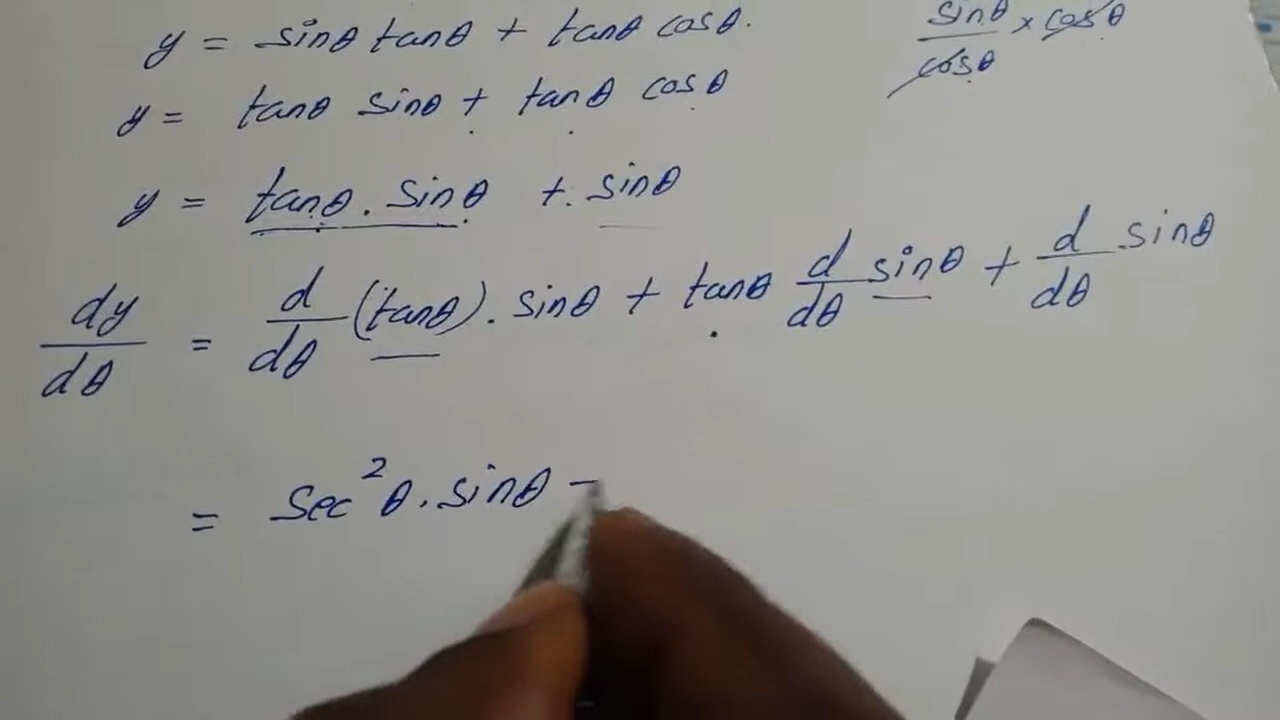 y = sinθ tanθ + tanθ cosθ.
sinθ/cosθ × cosθ
y = tanθ sinθ + tanθ cosθ
y = tanθ . sinθ + sinθ
dy/dθ = d/dθ (tanθ) . sinθ + tanθ d/dθ sinθ + d/dθ sinθ
= sec²θ . sinθ -